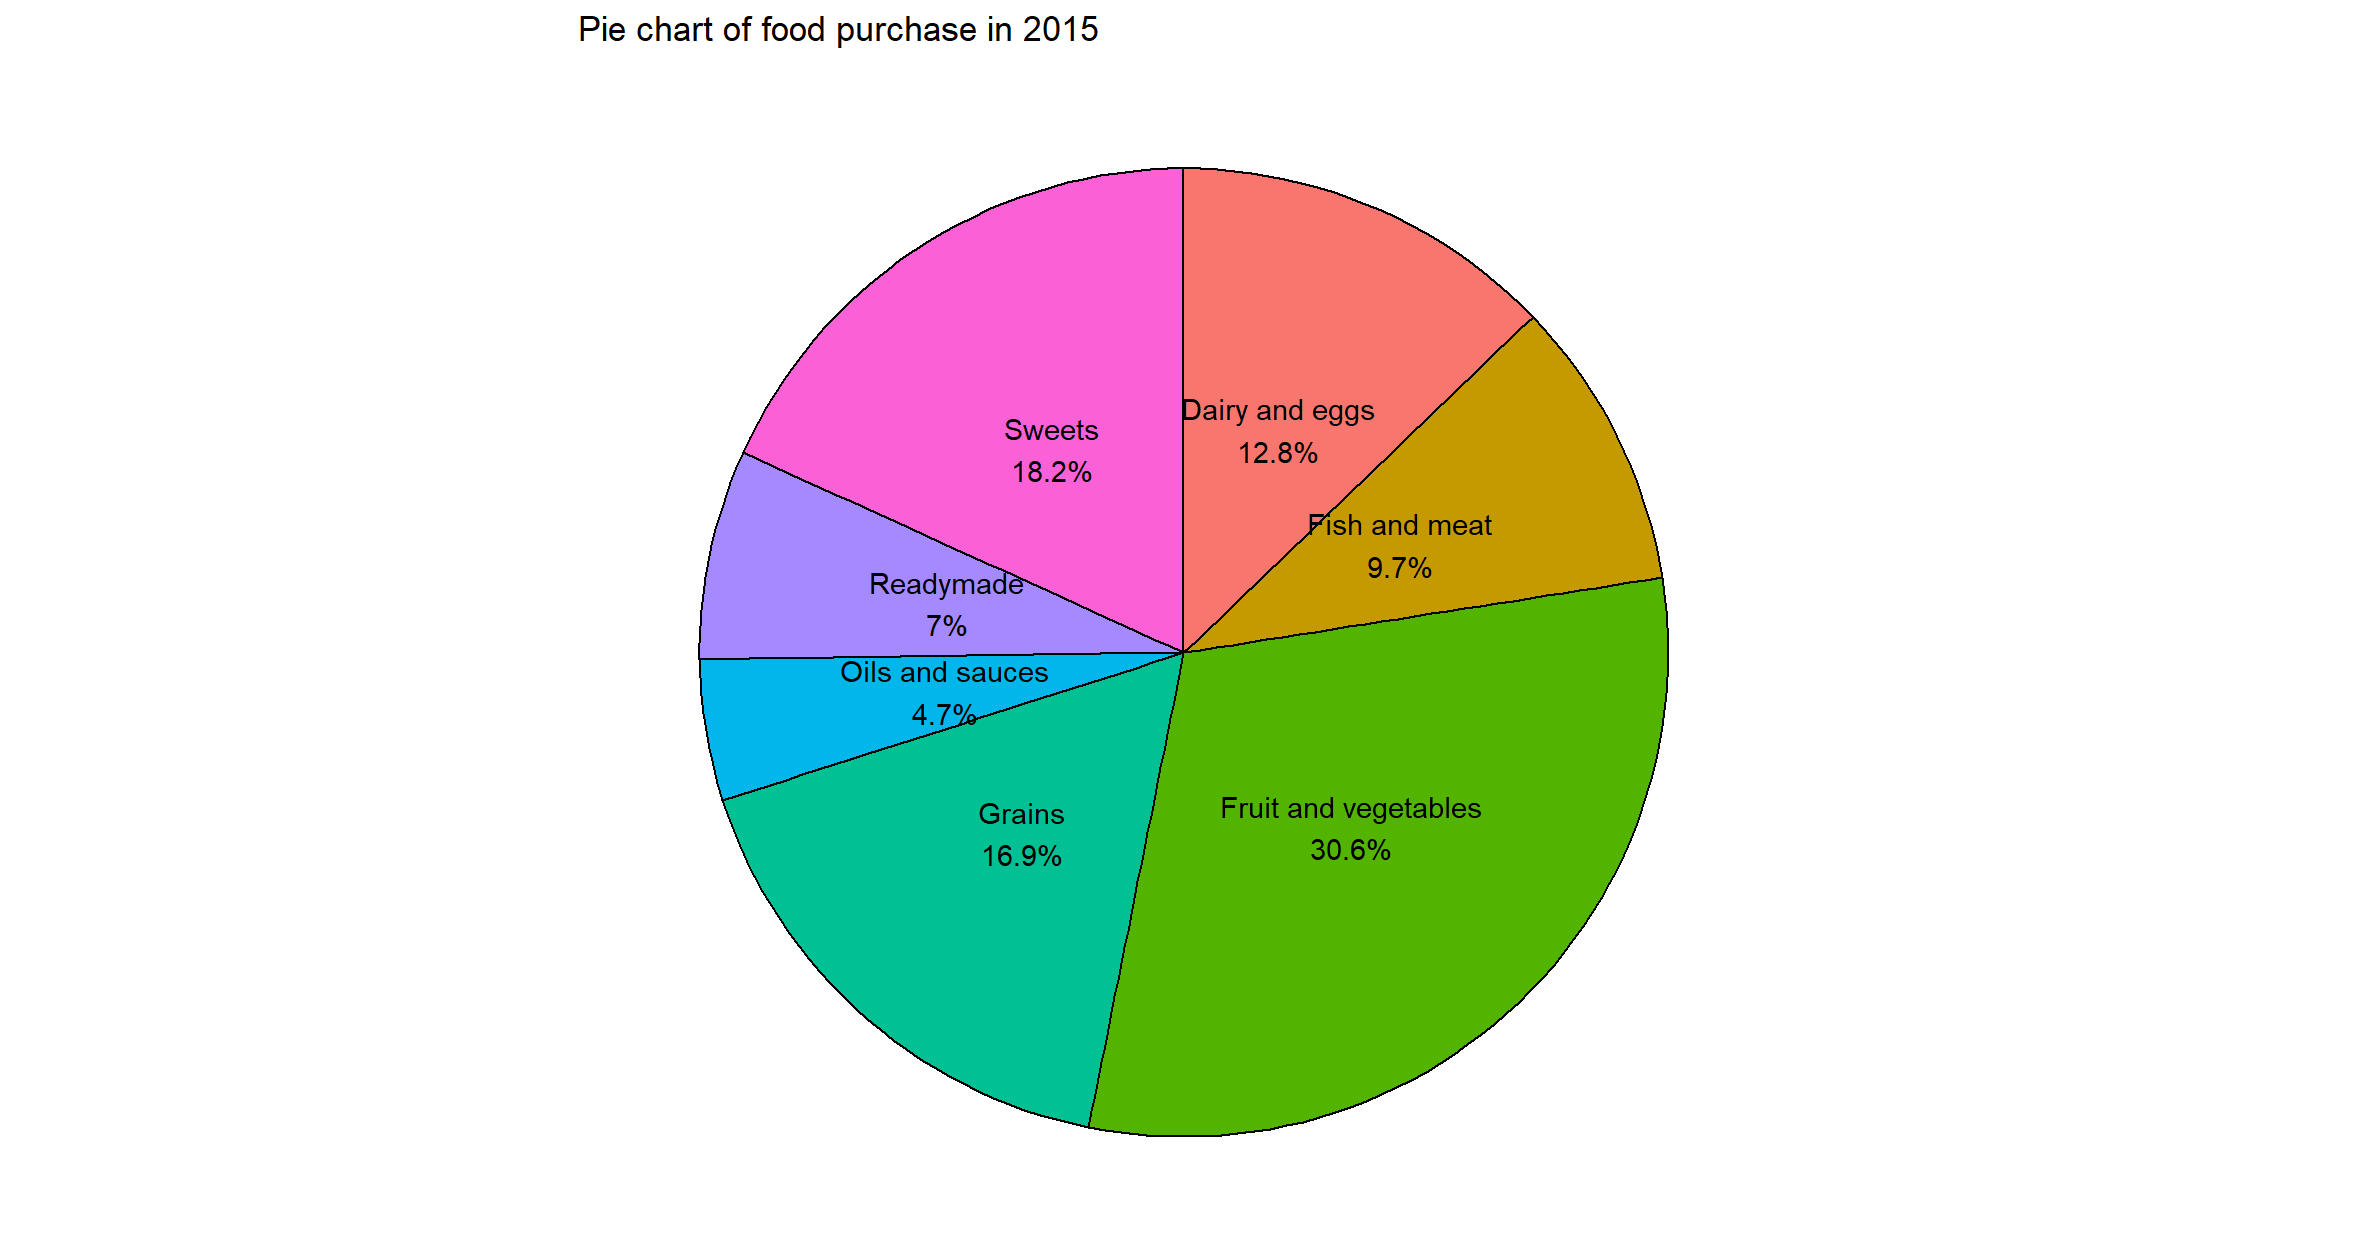 Pie chart of food purchase in 2015
Dairy and eggs
12.8%
Sweets
18.2%
Fish and meat
9.7%
Readymade
7%
Oils and sauces
4.7%
Fruit and vegetables
30.6%
Grains
16.9%